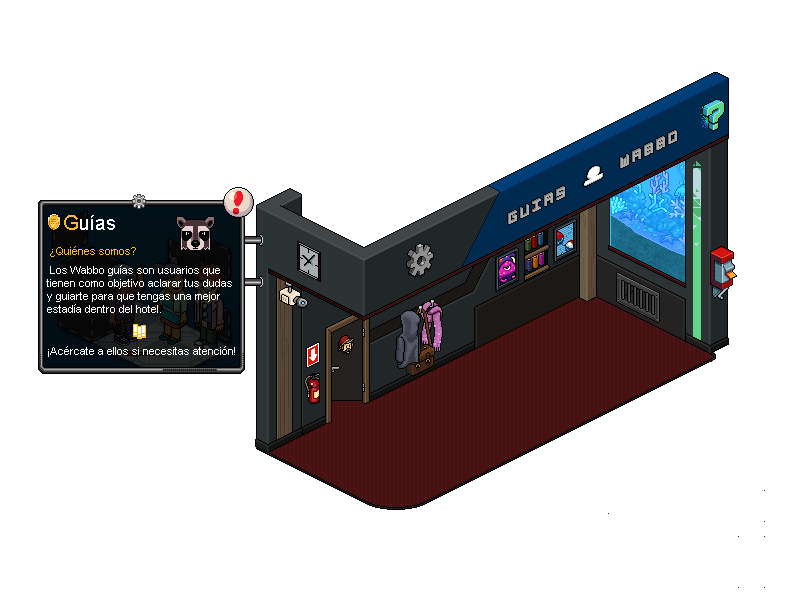 Guías
¿Quiénes somos?
Los Wabbo guías son usuarios que
tienen como objetivo aclarar tus dudas
y guiarte para que tengas una mejor
estadía dentro del hotel.
¡Acércate a ellos si necesitas atención!
GUIAS WABBO
?